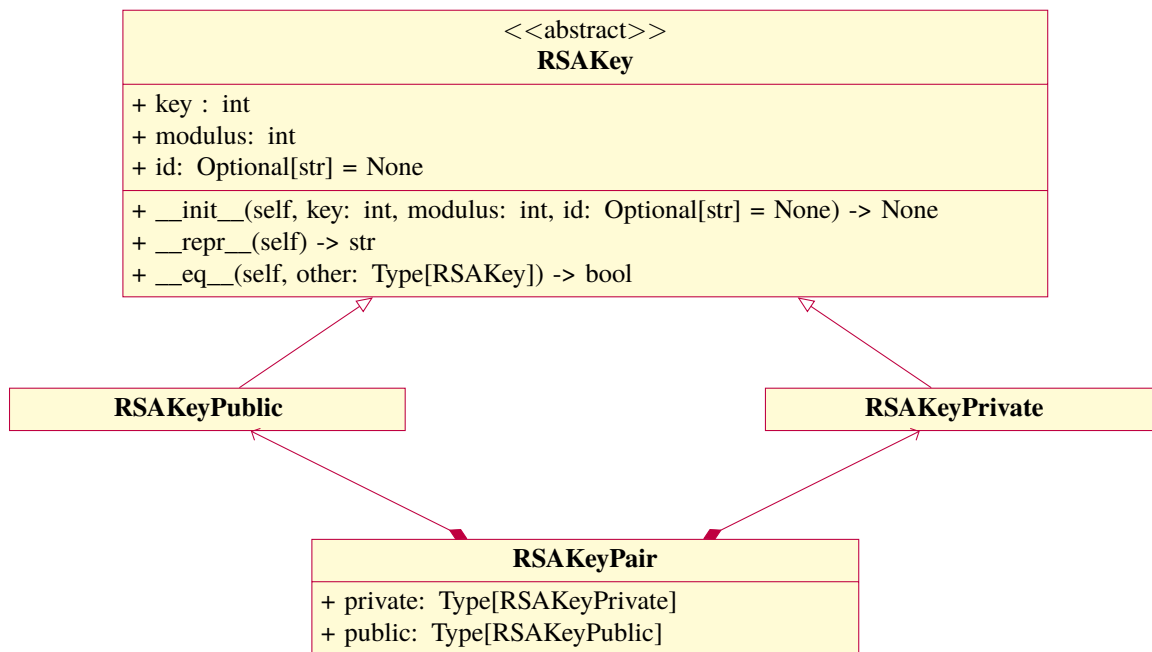 <<abstract>>
RSAKey
+ key : int
+ modulus: int
+ id: Optional[str] = None
+ __init__(self, key: int, modulus: int, id: Optional[str] = None) -> None
+ __repr__(self) -> str
+ __eq__(self, other: Type[RSAKey]) -> bool
RSAKeyPublic
RSAKeyPrivate
RSAKeyPair
+ private: Type[RSAKeyPrivate]
+ public: Type[RSAKeyPublic]